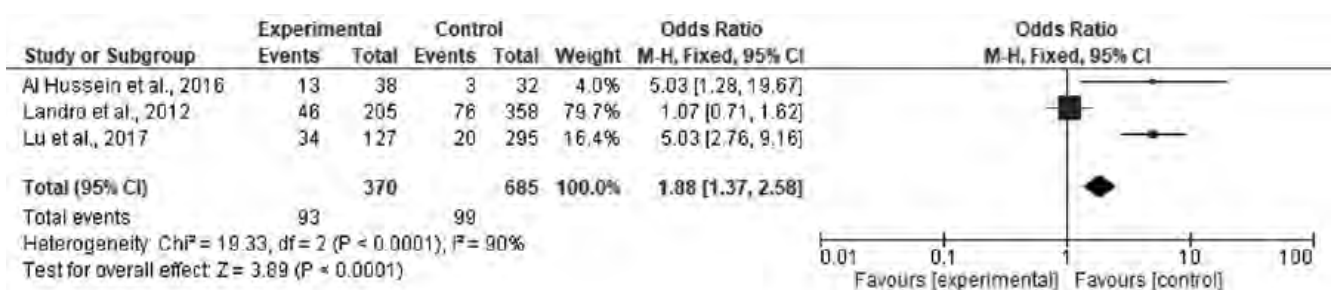 Experimental Control Odds Ratio Odds Ratio
Study or Subgroup Events Total Events Total Weight M-H, Fixed, 95% CI M-H, Fixed, 95% CI
Al Hussein et al., 2016 13 38 3 32 4.0% 5.03 [1.28, 19.67]
Landro et al., 2012 46 205 76 358 79.7% 1.07 [0.71, 1.62]
Lu et al., 2017 34 127 20 295 16.4% 5.03 [2.76, 9.16]
Total (95% CI) 370 685 100.0% 1.88 [1.37, 2.58]
Total events 93 99
Heterogeneity: Chi² = 19.33, df = 2 (P < 0.0001); I² = 90%
Test for overall effect: Z = 3.89 (P < 0.0001)
0.01 0.1 1 10 100
Favours [experimental] Favours [control]